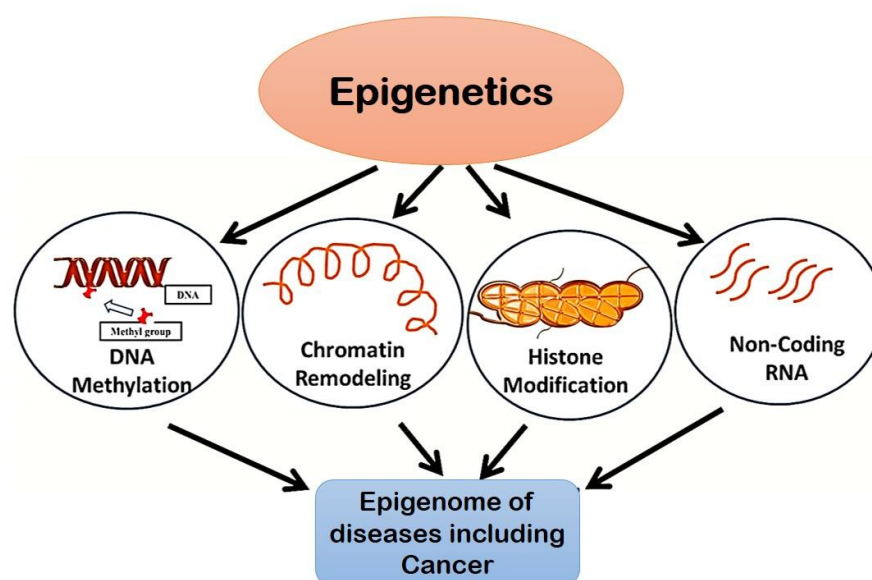 Epigenetics
DNA
Methyl group
DNA
Methylation
Chromatin
Remodeling
Histone
Modification
Non-Coding
RNA
Epigenome of
diseases including
Cancer